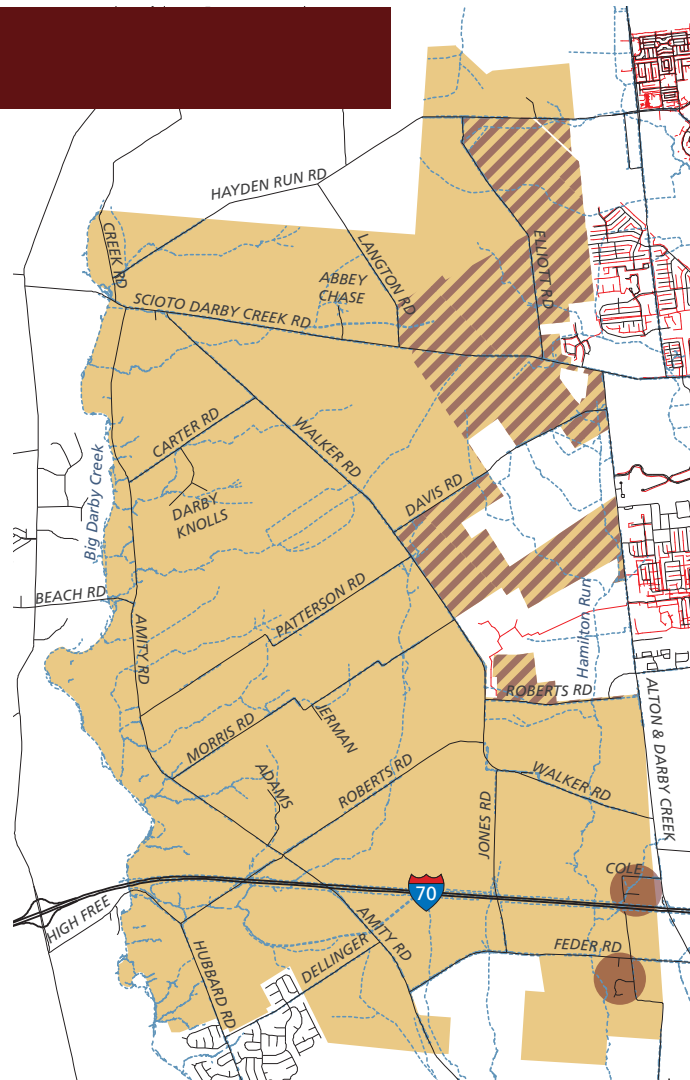 HAYDEN RUN RD
CREEK RD
LANGTON RD
ELLIOTT RD
ABBEY
CHASE
SCIOTO DARBY CREEK RD
CARTER RD
WALKER RD
Big Darby Creek
DARBY
KNOLLS
DAVIS RD
BEACH RD
PATTERSON RD
Hamilton Run
AMITY RD
ROBERTS RD
MORRIS RD
JERMAN
ALTON & DARBY CREEK
ADAMS
ROBERTS RD
WALKER RD
JONES RD
COLE
70
HIGH FREE
AMITY RD
FEDER RD
HUBBARD RD
DELLINGER